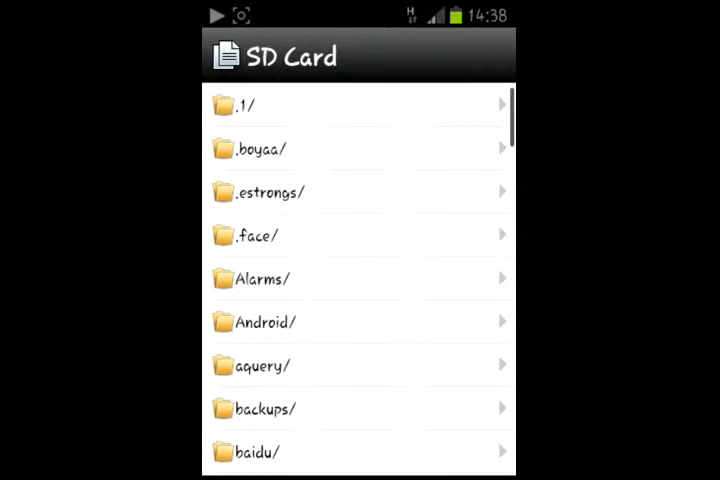 H 14:38
SD Card
.1/
.boyaa/
.estrongs/
.face/
Alarms/
Android/
aquery/
backups/
baidu/